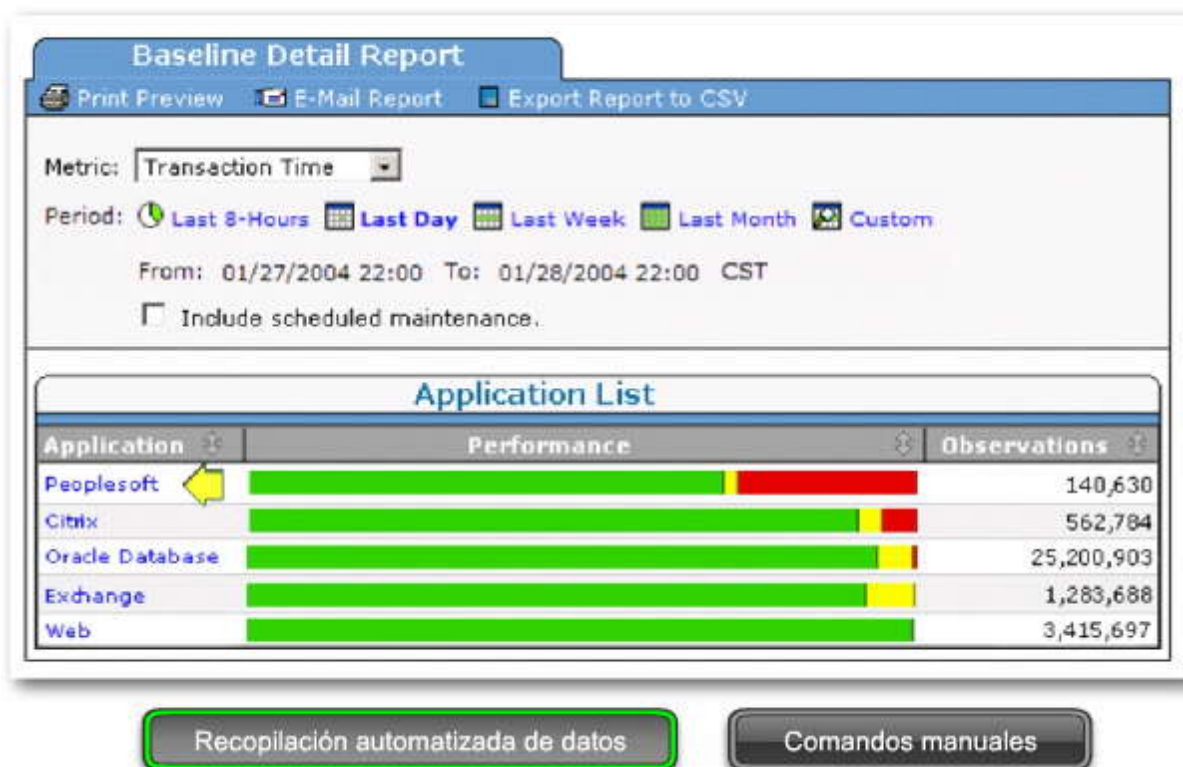 Baseline Detail Report
Print Preview E-Mail Report Export Report to CSV
Metric: Transaction Time
Period: Last 8-Hours Last Day Last Week Last Month Custom
From: 01/27/2004 22:00 To: 01/28/2004 22:00 CST
Include scheduled maintenance.
Application List
Application Performance Observations
Peoplesoft 140,630
Citrix 562,784
Oracle Database 25,200,903
Exchange 1,283,688
Web 3,415,697
Recopilación automatizada de datos Comandos manuales